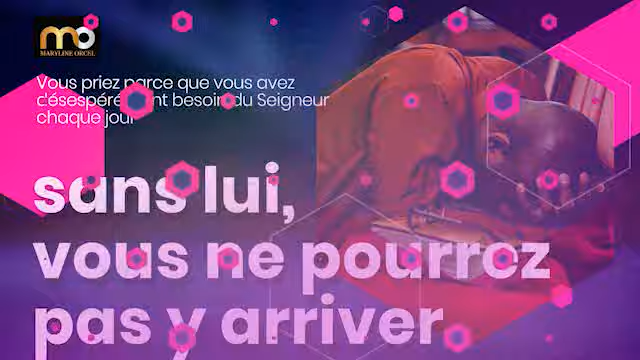 mo
MARYLINE ORCEL
Vous priez parce que vous avez
désespérément besoin du Seigneur
chaque jour
sans lui,
vous ne pourrez
pas y arriver